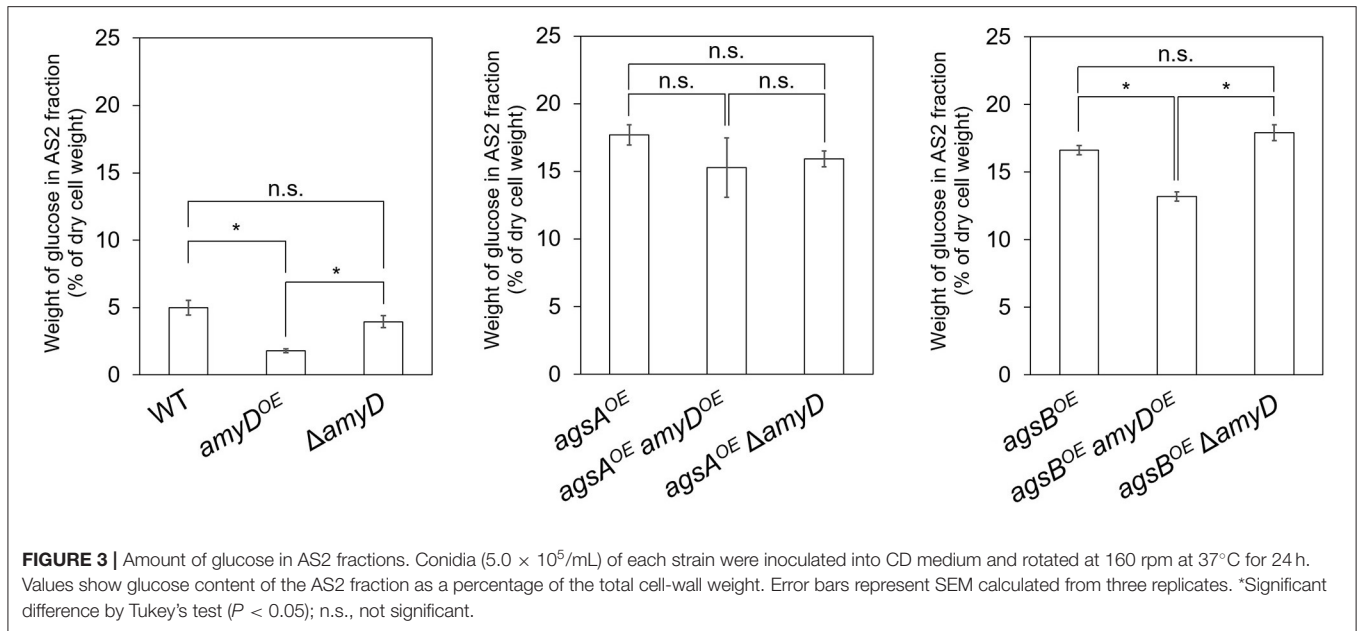 25
20
15
10
5
0
Weight of glucose in AS2 fraction
(% of dry cell weight)
n.s.
*
*
WT
amyD^OE
ΔamyD
25
20
15
10
5
0
Weight of glucose in AS2 fraction
(% of dry cell weight)
n.s.
n.s.
n.s.
agsA^OE
agsA^OE amyD^OE
agsA^OE ΔamyD
25
20
15
10
5
0
Weight of glucose in AS2 fraction
(% of dry cell weight)
n.s.
*
*
agsB^OE
agsB^OE amyD^OE
agsB^OE ΔamyD
FIGURE 3 | Amount of glucose in AS2 fractions. Conidia (5.0 × 10⁵/mL) of each strain were inoculated into CD medium and rotated at 160 rpm at 37°C for 24 h.
Values show glucose content of the AS2 fraction as a percentage of the total cell-wall weight. Error bars represent SEM calculated from three replicates. *Significant
difference by Tukey's test (P < 0.05); n.s., not significant.